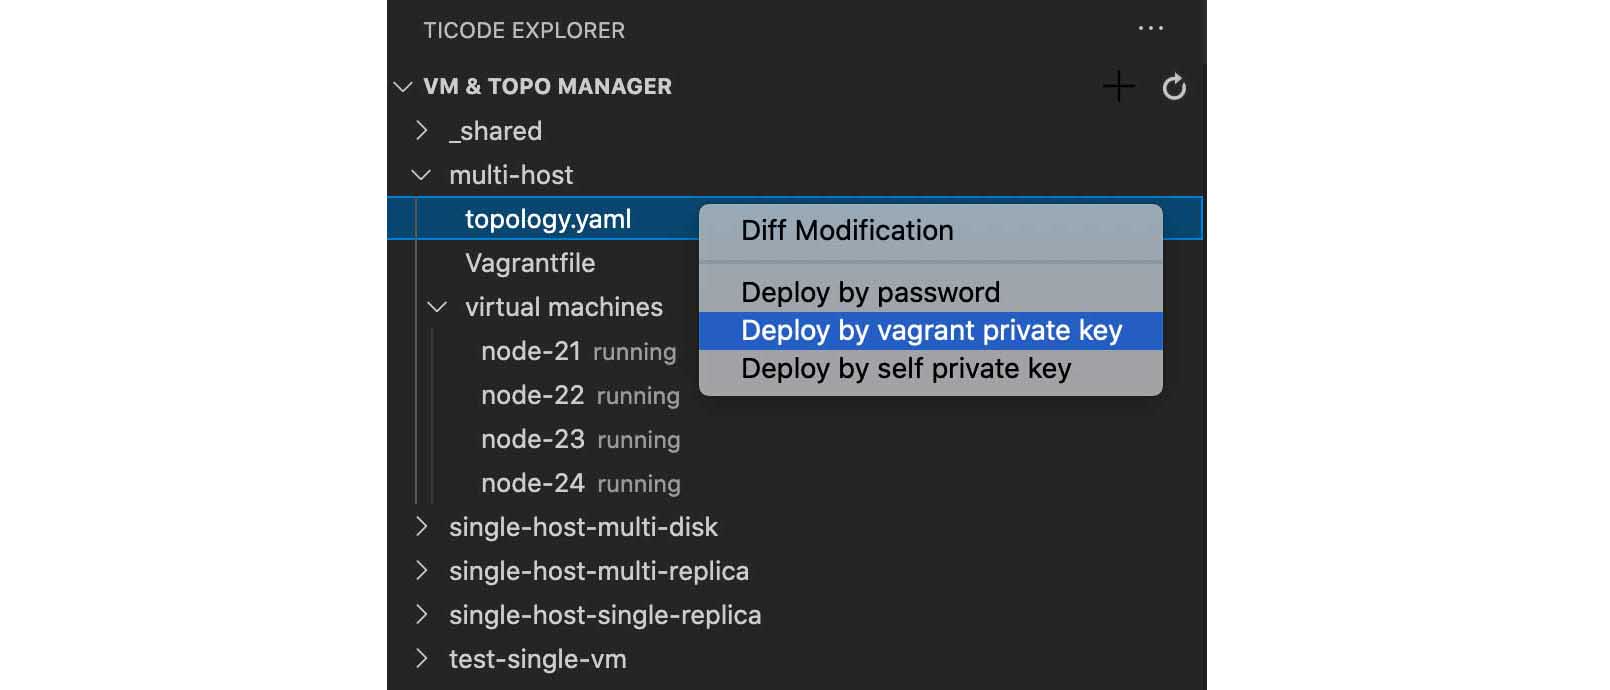 TICODE EXPLORER
VM & TOPO MANAGER
_shared
multi-host
topology.yaml
Diff Modification
Vagrantfile
Deploy by password
virtual machines
Deploy by vagrant private key
node-21 running
Deploy by self private key
node-22 running
node-23 running
node-24 running
single-host-multi-disk
single-host-multi-replica
single-host-single-replica
test-single-vm